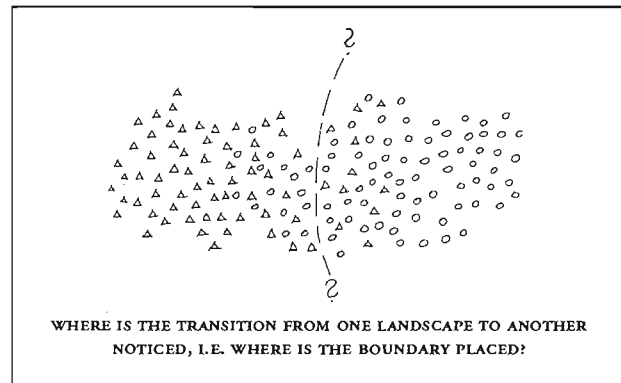 ?
?
WHERE IS THE TRANSITION FROM ONE LANDSCAPE TO ANOTHER
NOTICED, I.E. WHERE IS THE BOUNDARY PLACED?